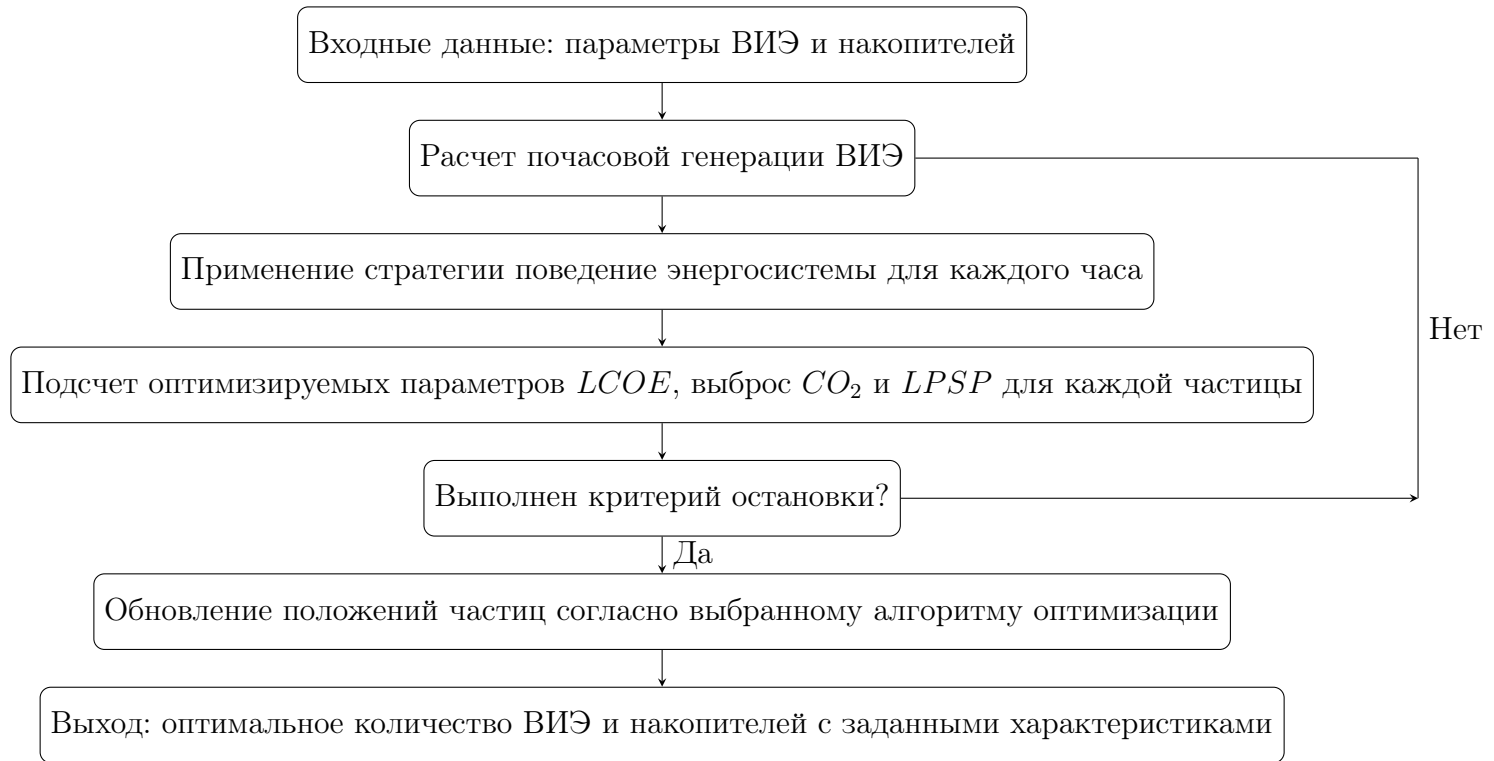 Входные данные: параметры ВИЭ и накопителей
Расчет почасовой генерации ВИЭ
Применение стратегии поведение энергосистемы для каждого часа
Нет
Подсчет оптимизируемых параметров LCOE, выброс CO₂ и LPSP для каждой частицы
Выполнен критерий остановки?
Да
Обновление положений частиц согласно выбранному алгоритму оптимизации
Выход: оптимальное количество ВИЭ и накопителей с заданными характеристиками